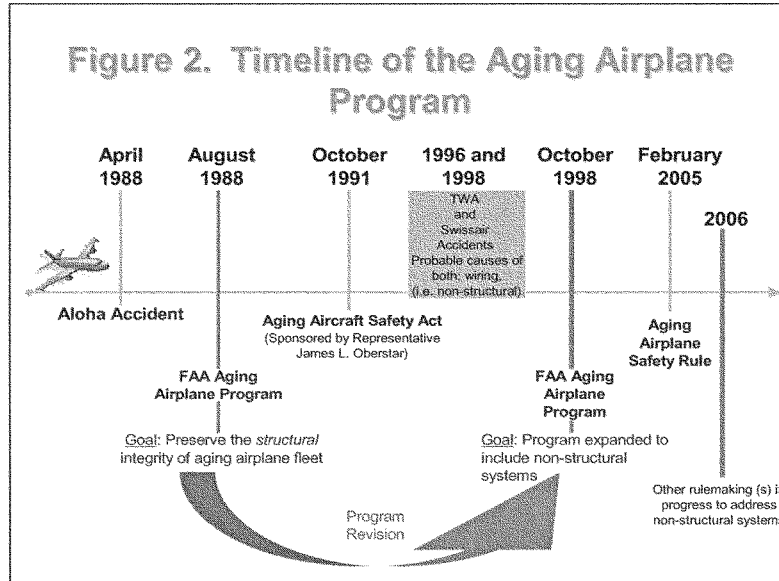 Figure 2.  Timeline of the Aging Airplane
Program
April
1988
August
1988
October
1991
1996 and
1998
October
1998
February
2005
2006
TWA
and
Swissair
Accidents
Probable causes of
both: wiring,
(i.e. non-structural)
Aloha Accident
Aging Aircraft Safety Act
(Sponsored by Representative
James L. Oberstar)
Aging
Airplane
Safety Rule
FAA Aging
Airplane Program
FAA Aging
Airplane
Program
Goal: Preserve the structural
integrity of aging airplane fleet
Goal: Program expanded to
include non-structural
systems
Other rulemaking (s) i
progress to address
non-structural systems
Program
Revision